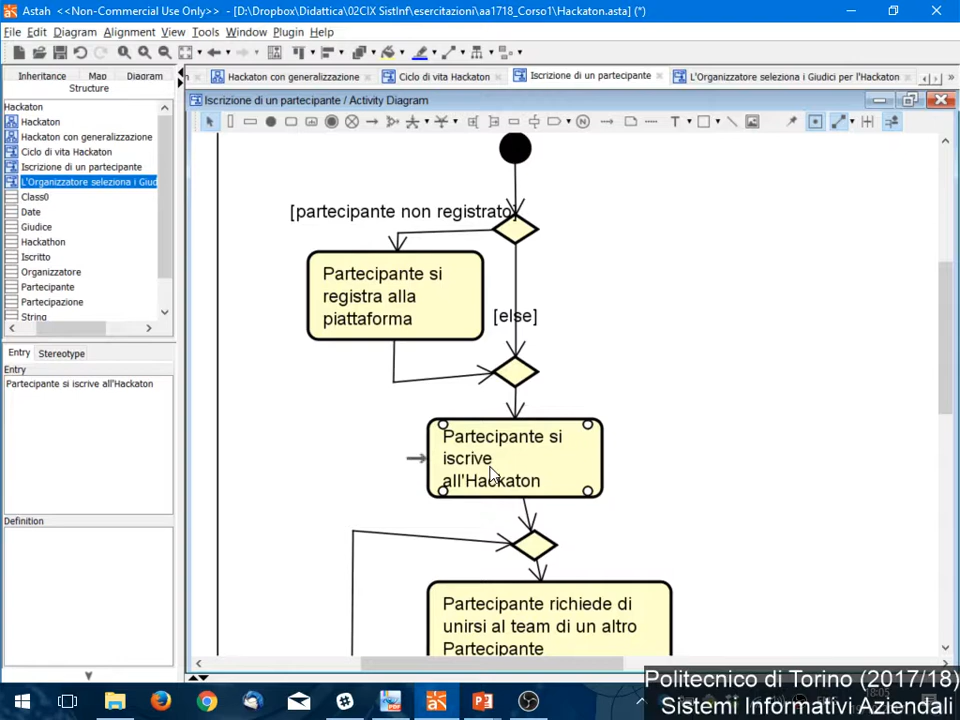 Astah <<Non-Commercial Use Only>> - [D:\Dropbox\Didattica\02CIX SistInf\esercitazioni\aa1718_Corso1\Hackaton.asta] (*)
File Edit Diagram Alignment View Tools Window Plugin Help
Inheritance Map Diagram
Structure
Hackaton con generalizzazione
Ciclo di vita Hackaton
Iscrizione di un partecipante
L'Organizzatore seleziona i Giudici per l'Hackaton
Hackaton
Hackaton
Hackaton con generalizzazione
Ciclo di vita Hackaton
Iscrizione di un partecipante
L'Organizzatore seleziona i Giud
Class0
Date
Giudice
Hackathon
Iscritto
Organizzatore
Partecipante
Partecipazione
String
Entry Stereotype
Entry
Partecipante si iscrive all'Hackaton
Definition
Iscrizione di un partecipante / Activity Diagram
[partecipante non registrato]
Partecipante si
registra alla
piattaforma
[else]
Partecipante si
iscrive
all'Hackaton
Partecipante richiede di
unirsi al team di un altro
Partecipante
Politecnico di Torino (2017/18)
18:05
Sistemi Informativi Aziendali